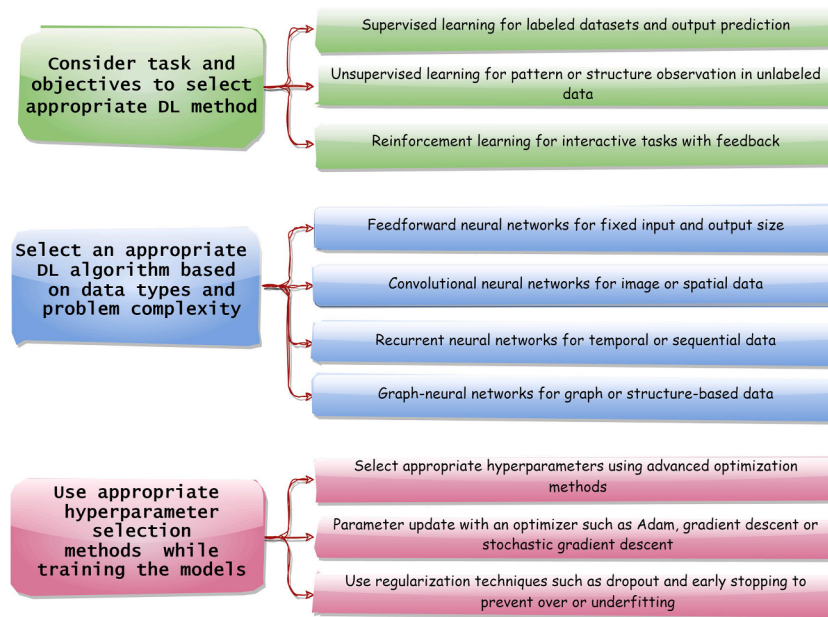 Consider task and
objectives to select
appropriate DL method
Supervised learning for labeled datasets and output prediction
Unsupervised learning for pattern or structure observation in unlabeled
data
Reinforcement learning for interactive tasks with feedback
Select an appropriate
DL algorithm based
on data types and
problem complexity
Feedforward neural networks for fixed input and output size
Convolutional neural networks for image or spatial data
Recurrent neural networks for temporal or sequential data
Graph-neural networks for graph or structure-based data
Use appropriate
hyperparameter
selection
methods while
training the models
Select appropriate hyperparameters using advanced optimization
methods
Parameter update with an optimizer such as Adam, gradient descent or
stochastic gradient descent
Use regularization techniques such as dropout and early stopping to
prevent over or underfitting